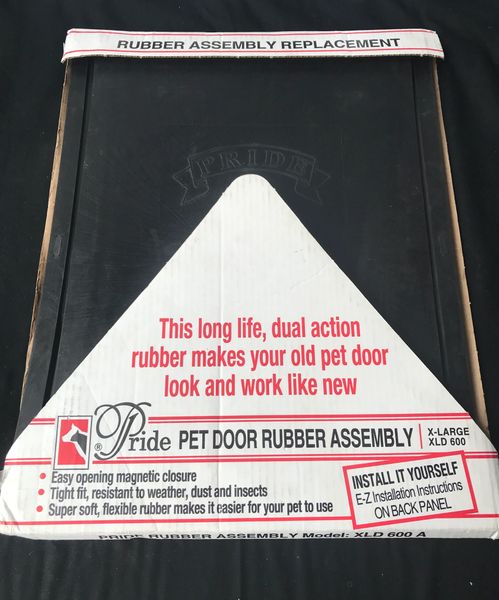 RUBBER ASSEMBLY REPLACEMENT
PRIDE
This long life, dual action
rubber makes your old pet door
look and work like new
® Pride PET DOOR RUBBER ASSEMBLY
X-LARGE
XLD 600
• Easy opening magnetic closure
• Tight fit, resistant to weather, dust and insects
• Super soft, flexible rubber makes it easier for your pet to use
INSTALL IT YOURSELF
E-Z Installation Instructions
ON BACK PANEL
PRIDE RUBBER ASSEMBLY Model: XLD 600 A